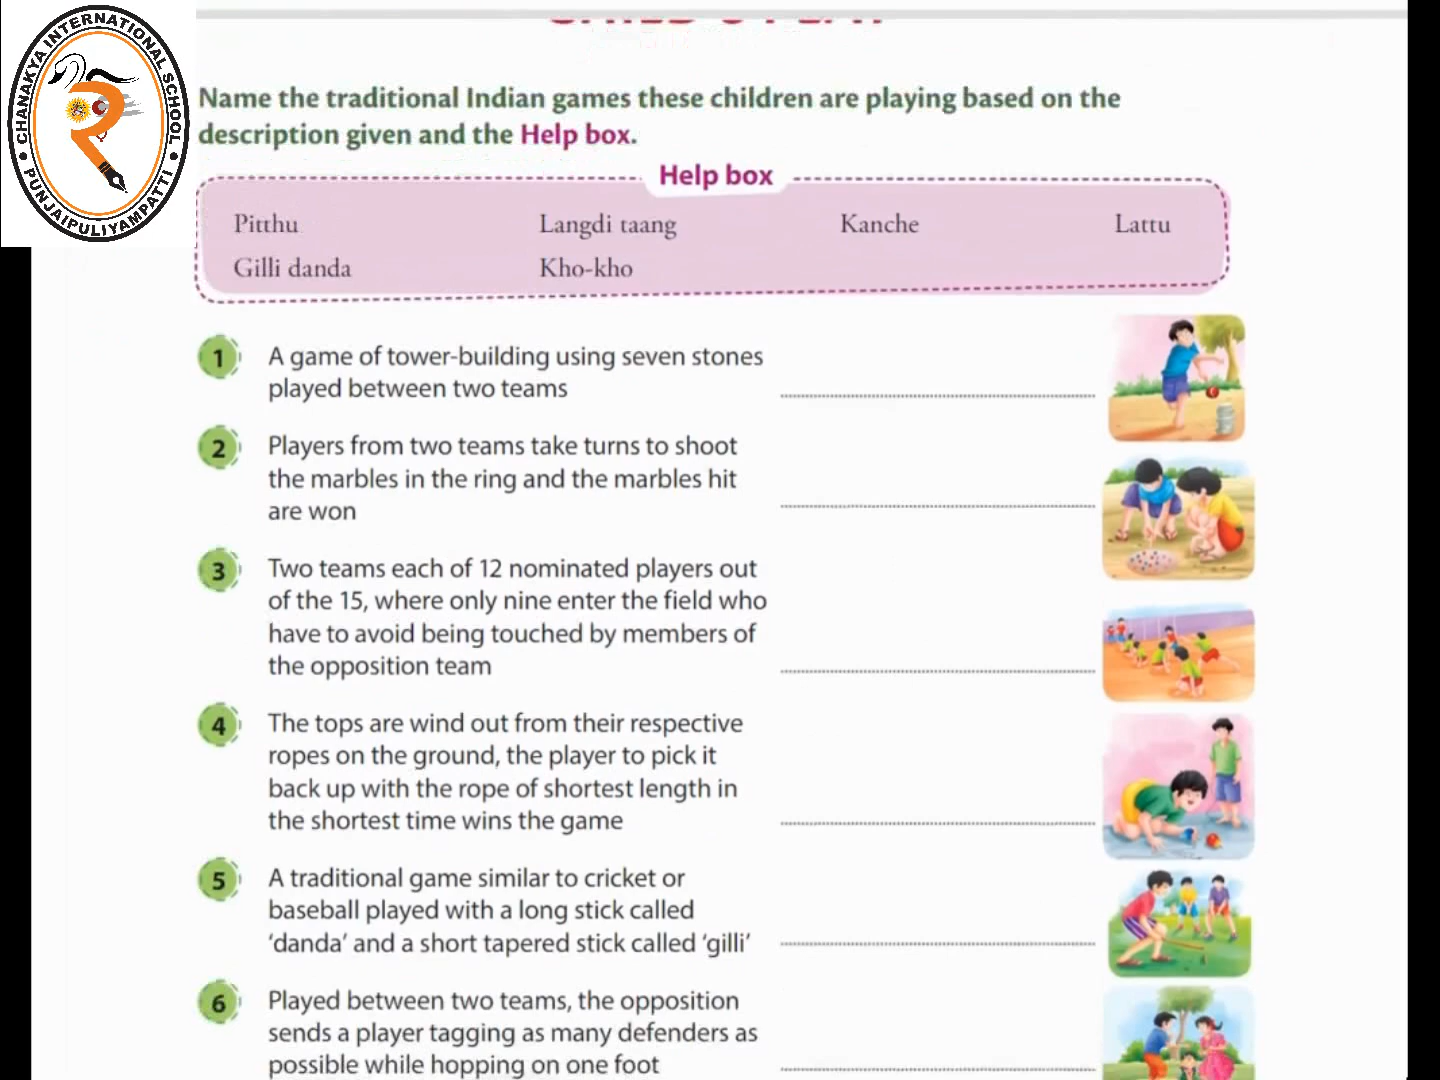 CHANAKYA INTERNATIONAL SCHOOL
PUNJAIPULIYAMPATTI
Name the traditional Indian games these children are playing based on the
description given and the Help box.
Help box
Pitthu Langdi taang Kanche Lattu
Gilli danda Kho-kho
1 A game of tower-building using seven stones
played between two teams
2 Players from two teams take turns to shoot
the marbles in the ring and the marbles hit
are won
3 Two teams each of 12 nominated players out
of the 15, where only nine enter the field who
have to avoid being touched by members of
the opposition team
4 The tops are wind out from their respective
ropes on the ground, the player to pick it
back up with the rope of shortest length in
the shortest time wins the game
5 A traditional game similar to cricket or
baseball played with a long stick called
‘danda’ and a short tapered stick called ‘gilli’
6 Played between two teams, the opposition
sends a player tagging as many defenders as
possible while hopping on one foot